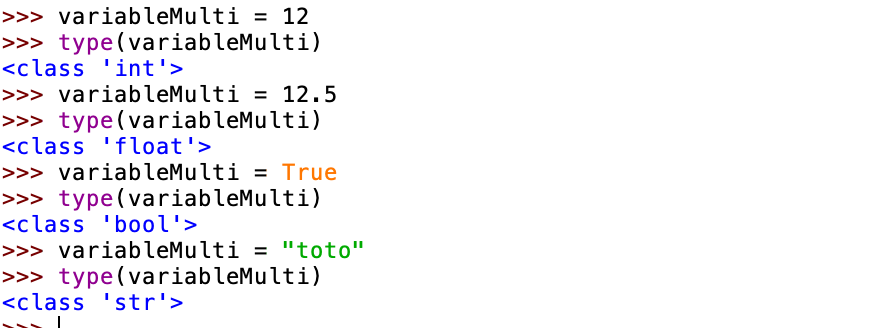 >>> variableMulti = 12
>>> type(variableMulti)
<class 'int'>
>>> variableMulti = 12.5
>>> type(variableMulti)
<class 'float'>
>>> variableMulti = True
>>> type(variableMulti)
<class 'bool'>
>>> variableMulti = "toto"
>>> type(variableMulti)
<class 'str'>
>>>